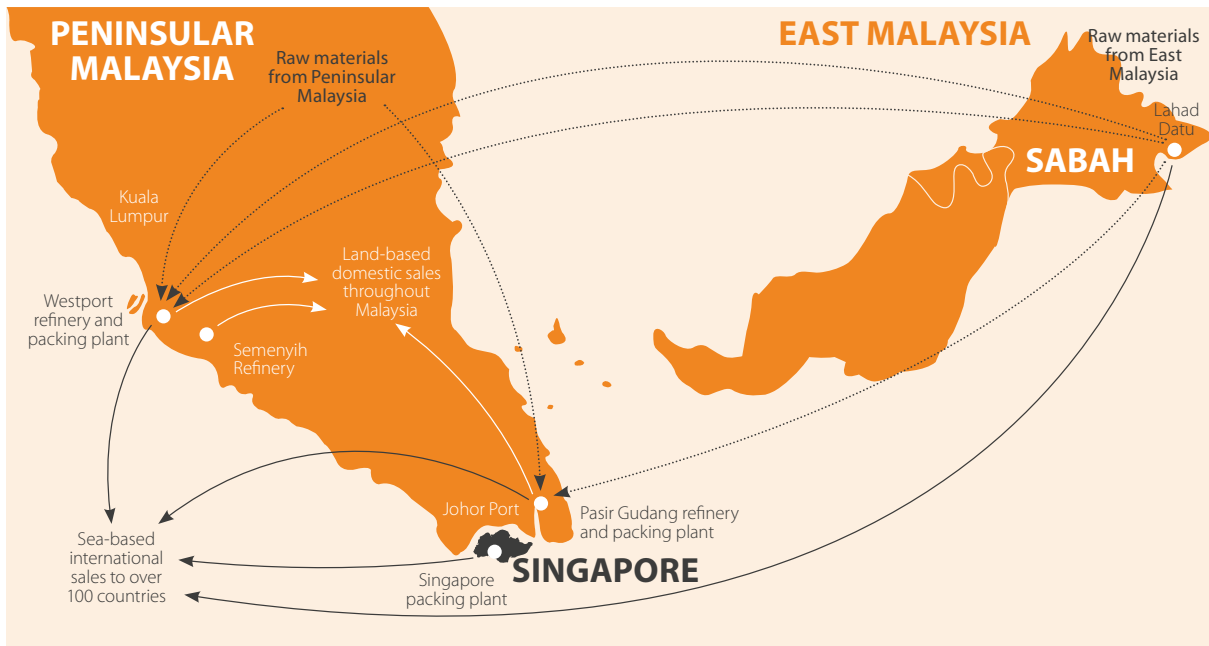 PENINSULAR
MALAYSIA
Raw materials
from Peninsular
Malaysia
EAST MALAYSIA
Raw materials
from East
Malaysia
Lahad
Datu
SABAH
Kuala
Lumpur
Land-based
domestic sales
throughout
Malaysia
Westport
refinery and
packing plant
Semenyih
Refinery
Johor Port
Pasir Gudang refinery
and packing plant
Sea-based
international
sales to over
100 countries
SINGAPORE
Singapore
packing plant